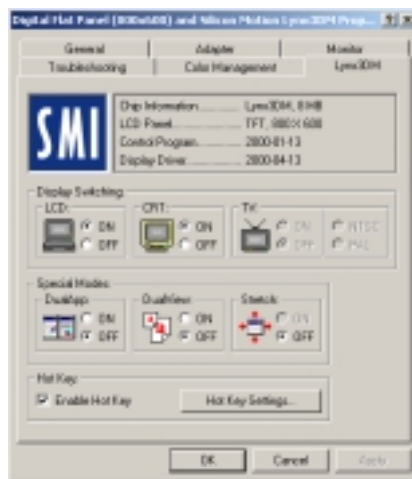 Digital Flat Panel (800x600) and Silicon Motion Lynx3DM Prop... ? X
General Adapter Monitor
Troubleshooting Color Management Lynx3DM
SMI
Chip Information Lynx3DM, 8 MB
LCD Panel TFT, 800 X 600
Control Program 2000-01-13
Display Driver 2000-04-13
Display Switching
LCD: CRT: TV:
ON ON ON NTSC
OFF OFF OFF PAL
Special Modes
DualApp: DualView: Stretch:
ON ON ON
OFF OFF OFF
Hot Key:
Enable Hot Key Hot Key Settings...
OK Cancel Apply